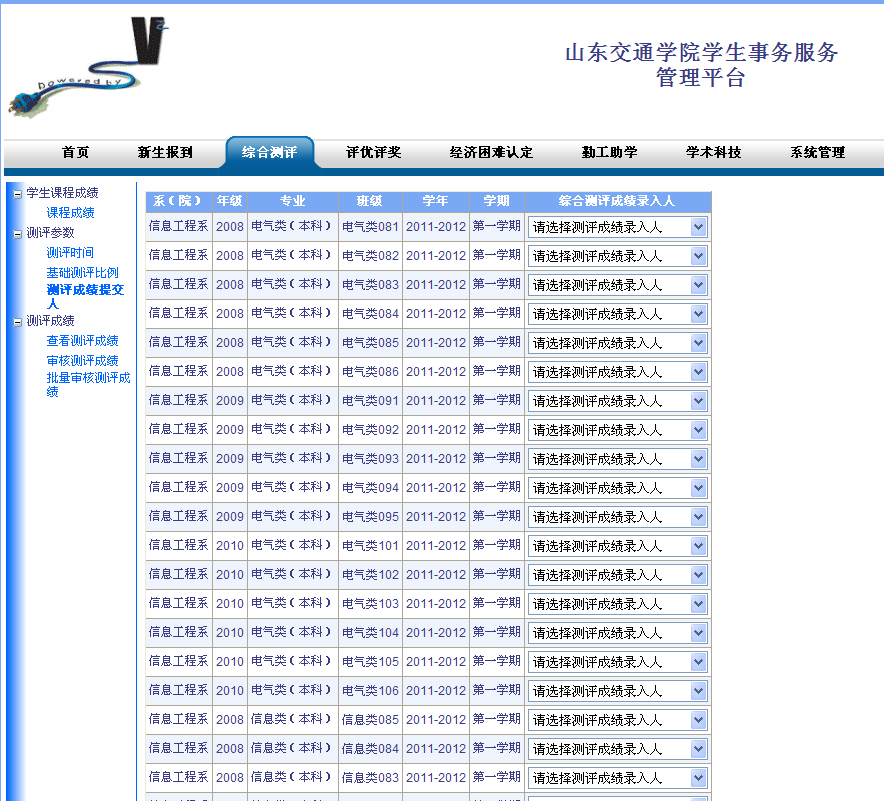 V2
powered by
山东交通学院学生事务服务
管理平台
首页 新生报到 综合测评 评优评奖 经济困难认定 勤工助学 学术科技 系统管理
学生课程成绩
课程成绩
测评参数
测评时间
基础测评比例
测评成绩提交
人
测评成绩
查看测评成绩
审核测评成绩
批量审核测评成
绩
系（院） 年级 专业 班级 学年 学期 综合测评成绩录入人
信息工程系 2008 电气类（本科） 电气类081 2011-2012 第一学期 请选择测评成绩录入人
信息工程系 2008 电气类（本科） 电气类082 2011-2012 第一学期 请选择测评成绩录入人
信息工程系 2008 电气类（本科） 电气类083 2011-2012 第一学期 请选择测评成绩录入人
信息工程系 2008 电气类（本科） 电气类084 2011-2012 第一学期 请选择测评成绩录入人
信息工程系 2008 电气类（本科） 电气类085 2011-2012 第一学期 请选择测评成绩录入人
信息工程系 2008 电气类（本科） 电气类086 2011-2012 第一学期 请选择测评成绩录入人
信息工程系 2009 电气类（本科） 电气类091 2011-2012 第一学期 请选择测评成绩录入人
信息工程系 2009 电气类（本科） 电气类092 2011-2012 第一学期 请选择测评成绩录入人
信息工程系 2009 电气类（本科） 电气类093 2011-2012 第一学期 请选择测评成绩录入人
信息工程系 2009 电气类（本科） 电气类094 2011-2012 第一学期 请选择测评成绩录入人
信息工程系 2009 电气类（本科） 电气类095 2011-2012 第一学期 请选择测评成绩录入人
信息工程系 2010 电气类（本科） 电气类101 2011-2012 第一学期 请选择测评成绩录入人
信息工程系 2010 电气类（本科） 电气类102 2011-2012 第一学期 请选择测评成绩录入人
信息工程系 2010 电气类（本科） 电气类103 2011-2012 第一学期 请选择测评成绩录入人
信息工程系 2010 电气类（本科） 电气类104 2011-2012 第一学期 请选择测评成绩录入人
信息工程系 2010 电气类（本科） 电气类105 2011-2012 第一学期 请选择测评成绩录入人
信息工程系 2010 电气类（本科） 电气类106 2011-2012 第一学期 请选择测评成绩录入人
信息工程系 2008 信息类（本科） 信息类085 2011-2012 第一学期 请选择测评成绩录入人
信息工程系 2008 信息类（本科） 信息类084 2011-2012 第一学期 请选择测评成绩录入人
信息工程系 2008 信息类（本科） 信息类083 2011-2012 第一学期 请选择测评成绩录入人